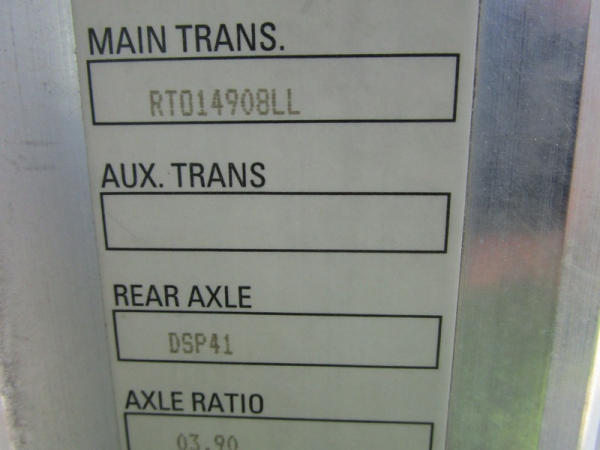 MAIN TRANS.
RTO14908LL
AUX. TRANS
REAR AXLE
DSP41
AXLE RATIO
03.90